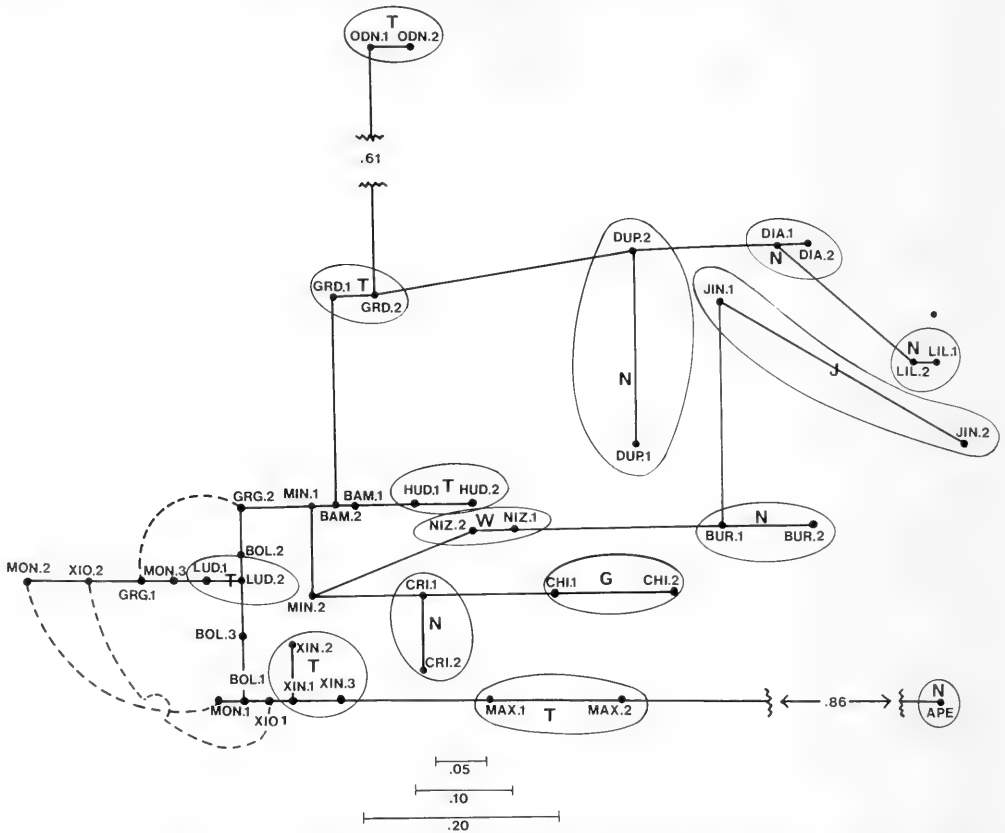 T
ODN.1 ODN.2
.61
DUP.2
DIA.1
DIA.2
N
GRD.1 T
GRD.2
JIN.1
N LIL.1
LIL.2
J
N
DUP.1
JIN.2
GRG.2 MIN.1 BAM.1
BAM.2
HUD.1 T HUD.2
NIZ.2 W NIZ.1
N
BUR.1 BUR.2
BOL.2
MON.2 XIO.2 MON.3 LUD.1
GRG.1 T LUD.2
MIN.2
CRI.1
N
CRI.2
CHI.1 G CHI.2
BOL.3
XIN.2
T
BOL.1 XIN.1 XIN.3
MON.1
XIO 1
MAX.1 T MAX.2
.86
N
APE
.05
.10
.20